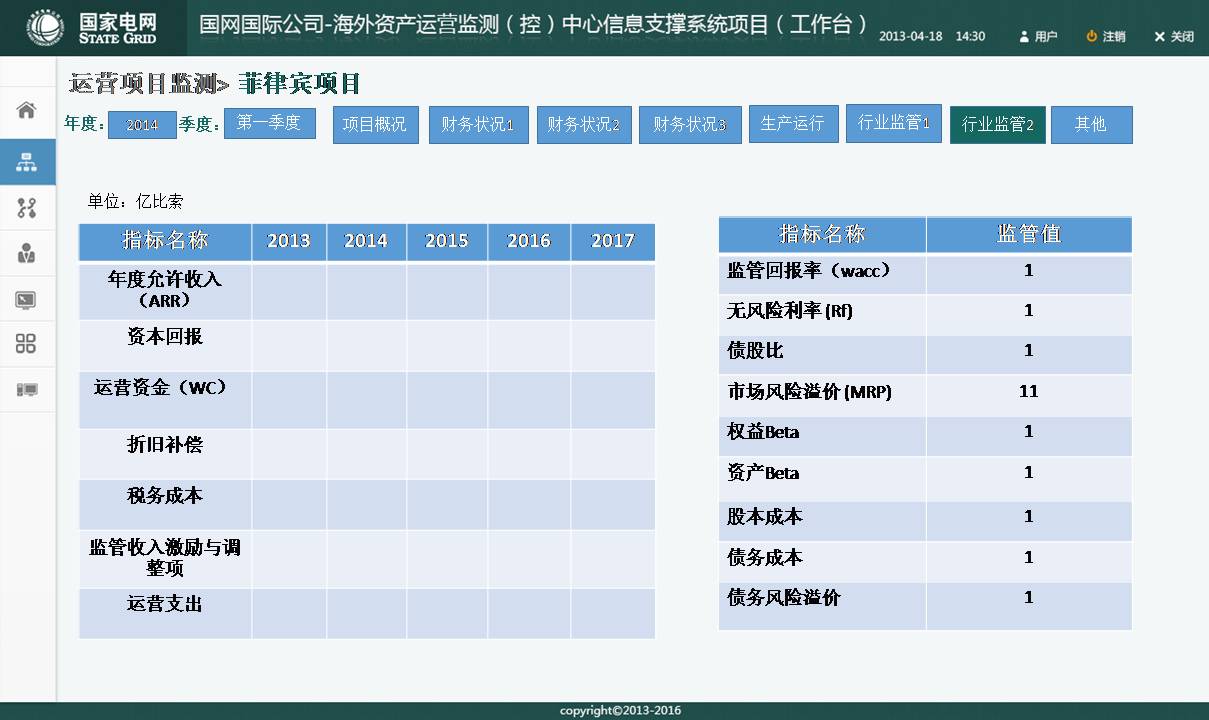 国家电网
STATE GRID
国网国际公司-海外资产运营监测（控）中心信息支撑系统项目（工作台）
2013-04-18 14:30 用户 注销 关闭
运营项目监测> 菲律宾项目
年度： 2014 季度： 第一季度 项目概况 财务状况1 财务状况2 财务状况3 生产运行 行业监管1 行业监管2 其他
单位：亿比索
指标名称 2013 2014 2015 2016 2017
年度允许收入
（ARR）
资本回报
运营资金（WC）
折旧补偿
税务成本
监管收入激励与调
整项
运营支出
指标名称 监管值
监管回报率（wacc） 1
无风险利率(Rf) 1
债股比 1
市场风险溢价(MRP) 11
权益Beta 1
资产Beta 1
股本成本 1
债务成本 1
债务风险溢价 1
copyright©2013-2016